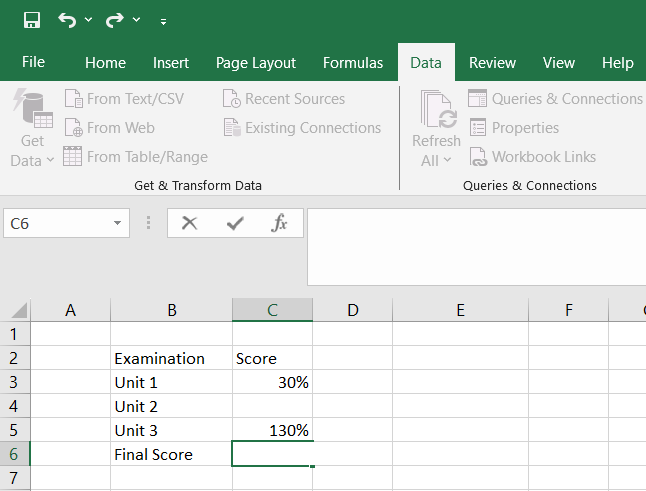 File Home Insert Page Layout Formulas Data Review View Help
Get Data
From Text/CSV
From Web
From Table/Range
Recent Sources
Existing Connections
Get & Transform Data
Refresh All
Queries & Connections
Properties
Workbook Links
Queries & Connections
C6 fx
A B C D E F
1
2 Examination Score
3 Unit 1 30%
4 Unit 2
5 Unit 3 130%
6 Final Score
7